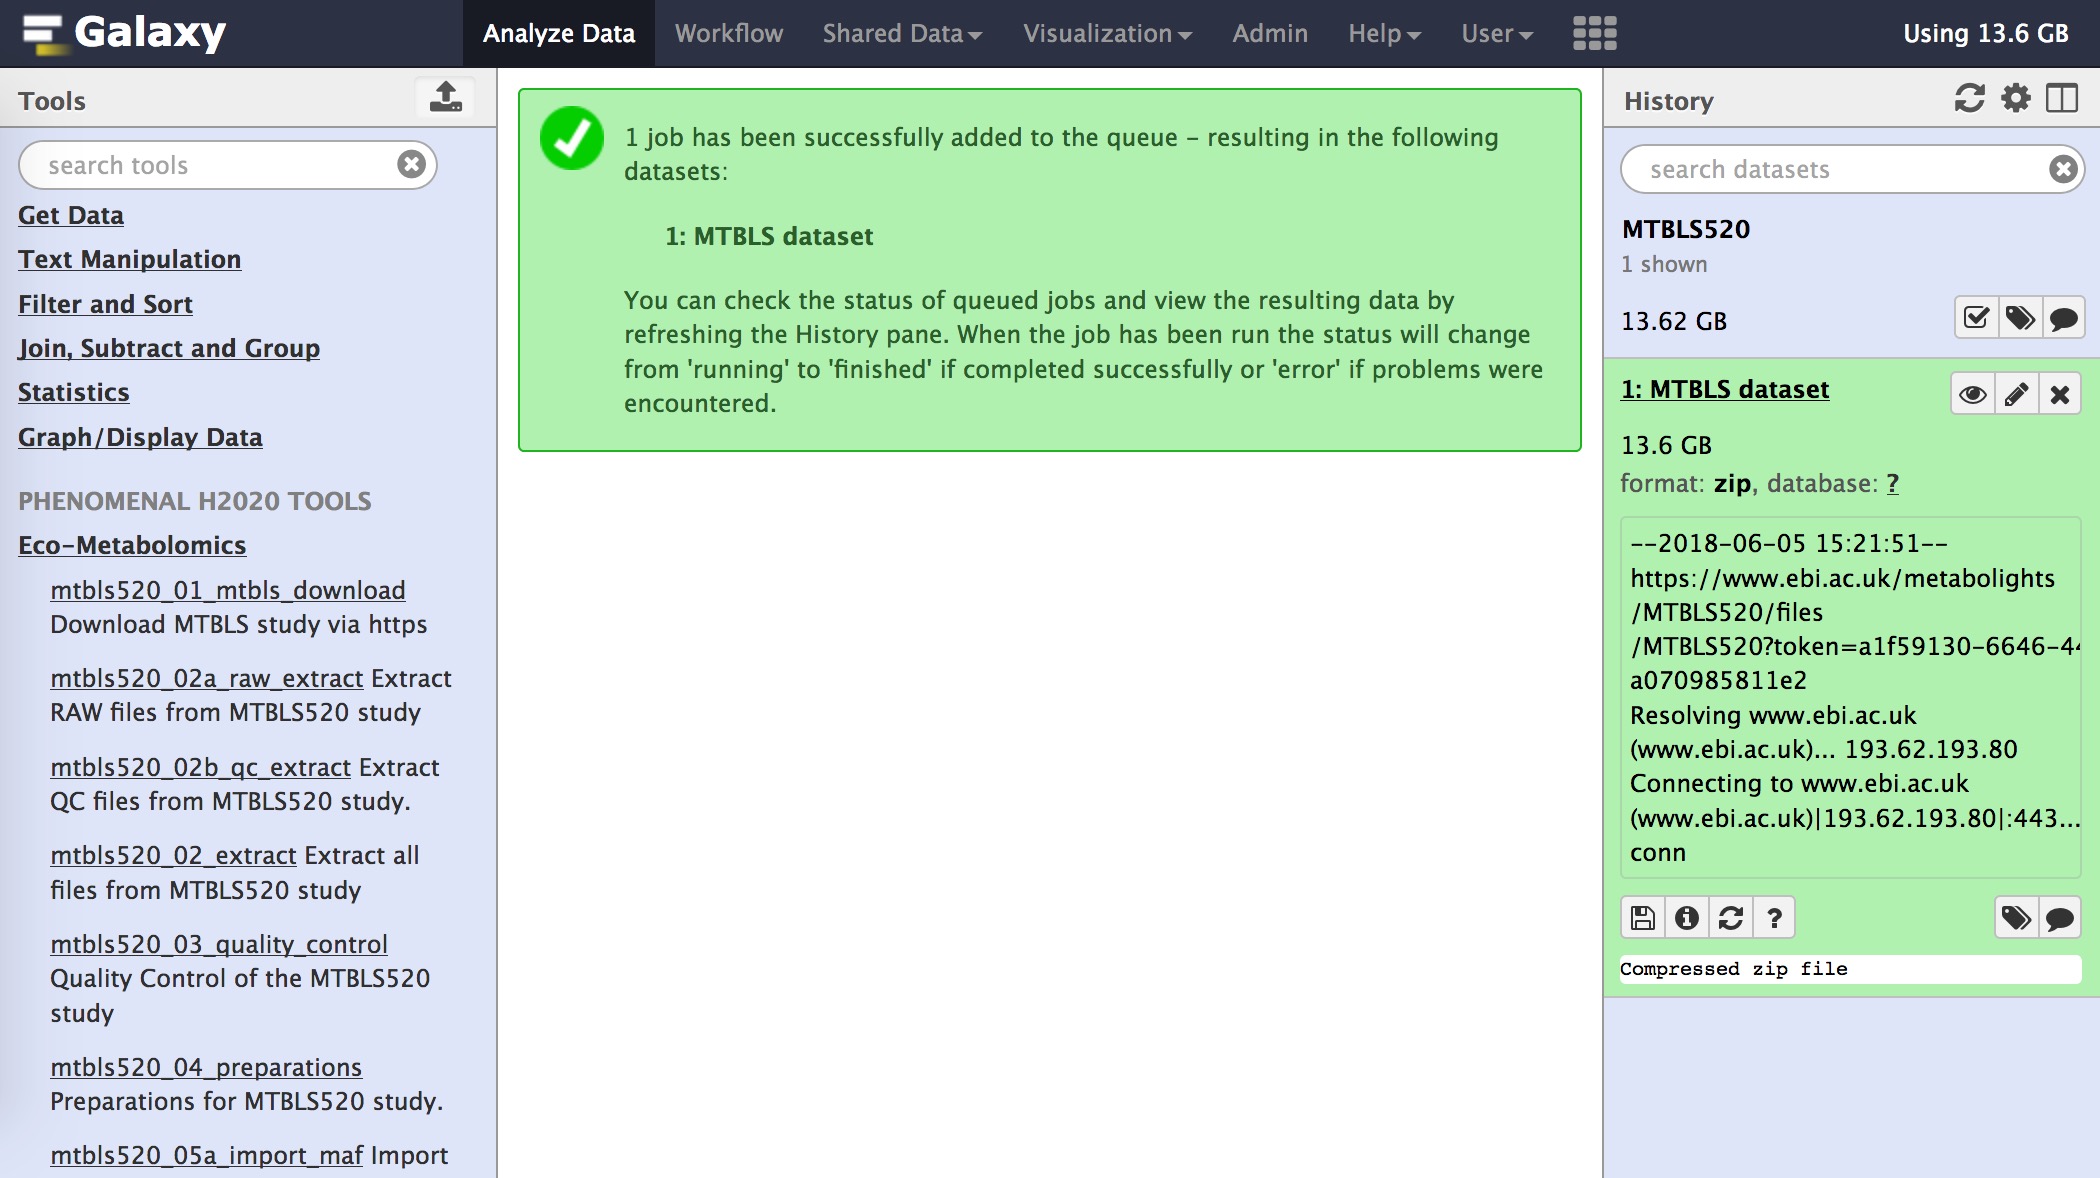 Galaxy
Analyze Data
Workflow
Shared Data
Visualization
Admin
Help
User
Using 13.6 GB
Tools
search tools
Get Data
Text Manipulation
Filter and Sort
Join, Subtract and Group
Statistics
Graph/Display Data
PHENOMENAL H2020 TOOLS
Eco-Metabolomics
mtbls520_01_mtbls_download
Download MTBLS study via https
mtbls520_02a_raw_extract Extract
RAW files from MTBLS520 study
mtbls520_02b_qc_extract Extract
QC files from MTBLS520 study.
mtbls520_02_extract Extract all
files from MTBLS520 study
mtbls520_03_quality_control
Quality Control of the MTBLS520
study
mtbls520_04_preparations
Preparations for MTBLS520 study.
mtbls520_05a_import_maf Import
1 job has been successfully added to the queue - resulting in the following
datasets:
1: MTBLS dataset
You can check the status of queued jobs and view the resulting data by
refreshing the History pane. When the job has been run the status will change
from 'running' to 'finished' if completed successfully or 'error' if problems were
encountered.
History
search datasets
MTBLS520
1 shown
13.62 GB
1: MTBLS dataset
13.6 GB
format: zip, database: ?
--2018-06-05 15:21:51--
https://www.ebi.ac.uk/metabolights
/MTBLS520/files
/MTBLS520?token=a1f59130-6646-44
a070985811e2
Resolving www.ebi.ac.uk
(www.ebi.ac.uk)... 193.62.193.80
Connecting to www.ebi.ac.uk
(www.ebi.ac.uk)|193.62.193.80|:443...
conn
?
Compressed zip file